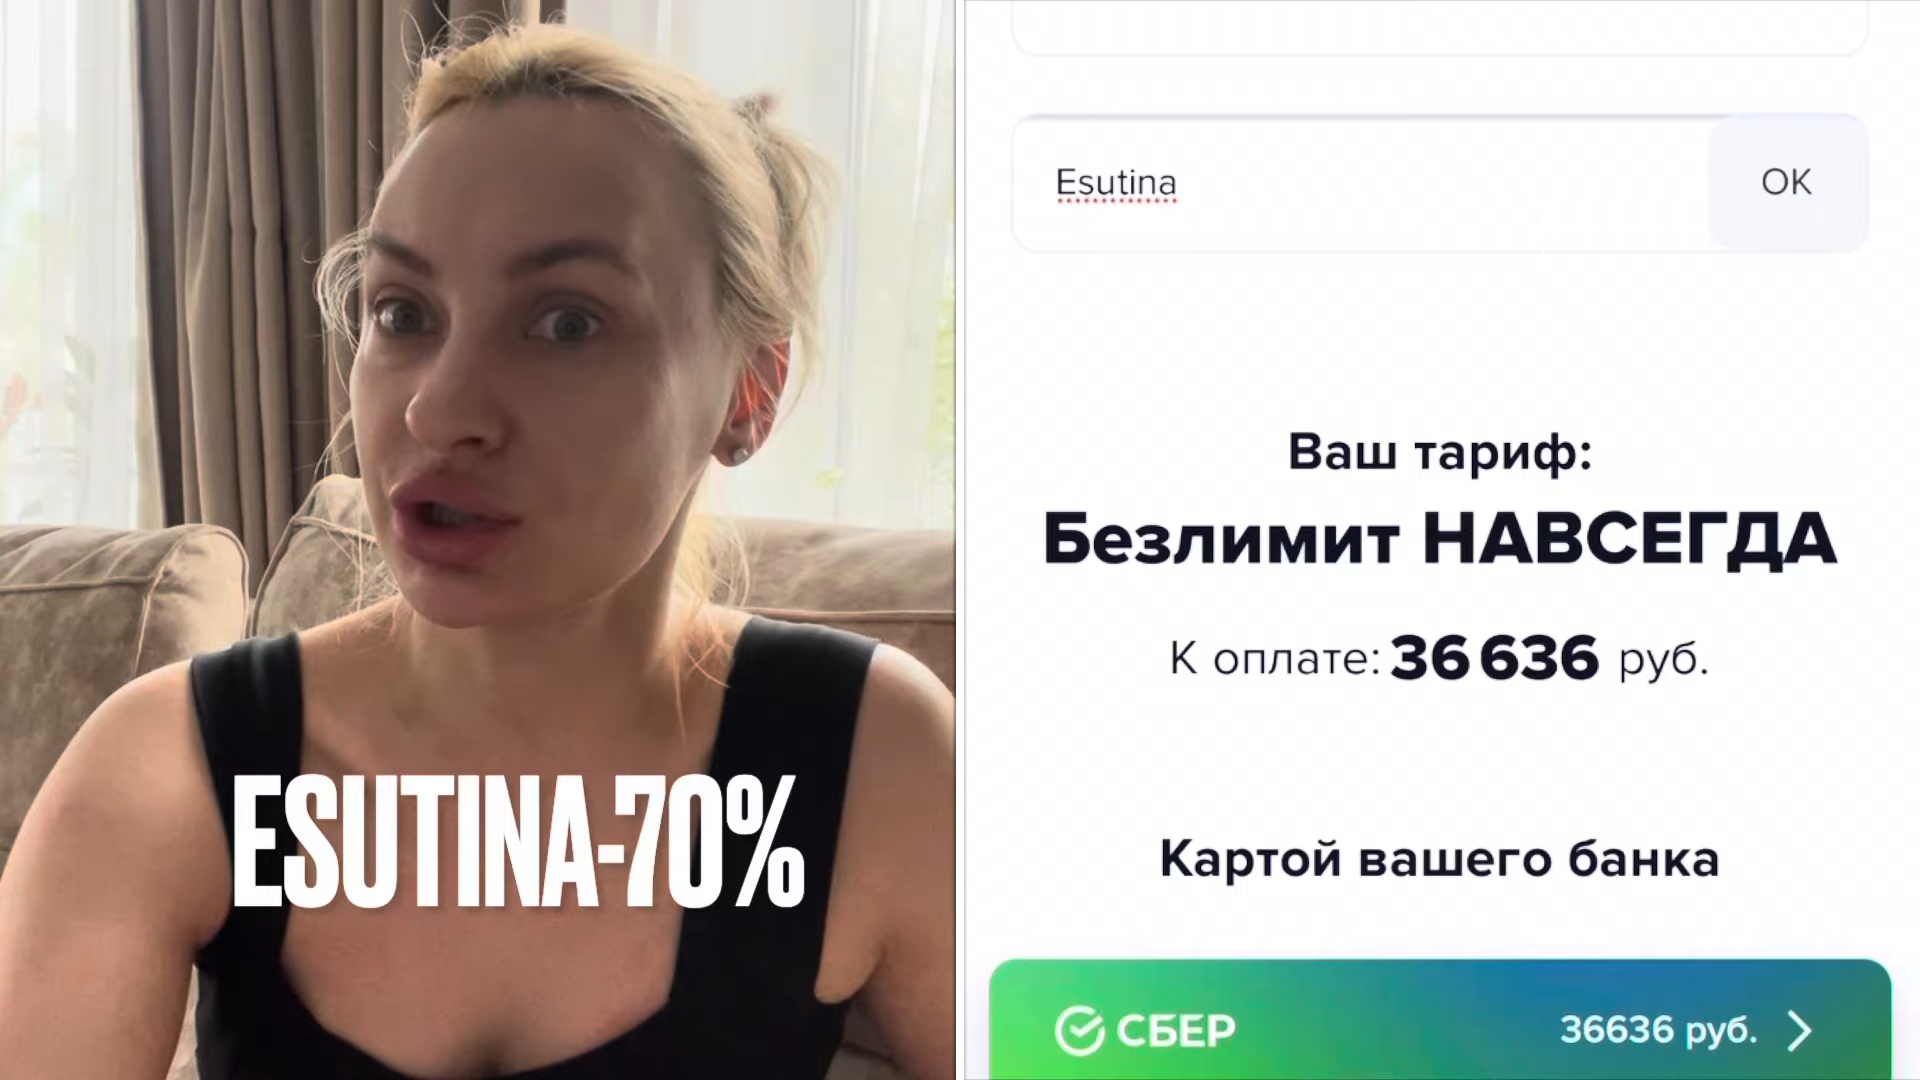 ESUTINA-70%
Esutina
OK
Ваш тариф:
Безлимит НАВСЕГДА
К оплате: 36 636 руб.
Картой вашего банка
СБЕР
36636 руб.